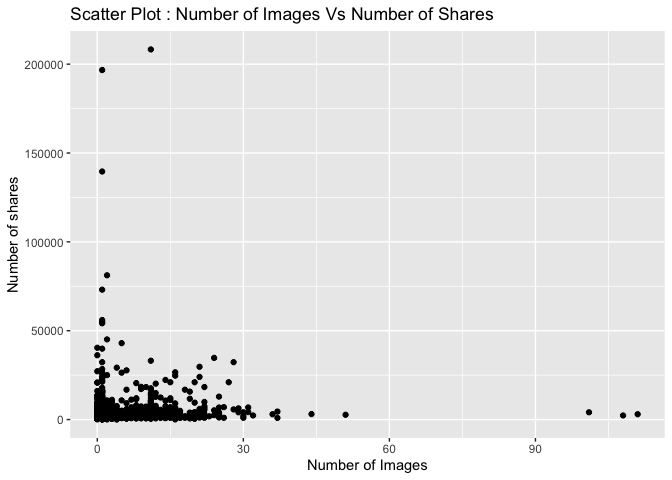 Scatter Plot : Number of Images Vs Number of Shares
200000
150000
100000
50000
0
Number of shares
0 30 60 90
Number of Images